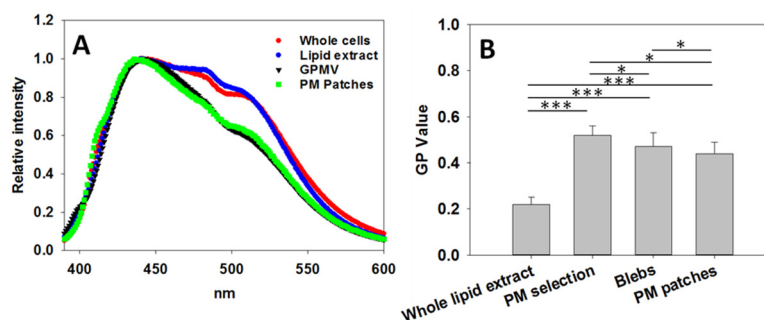 A
Whole cells
Lipid extract
GPMV
PM Patches
Relative intensity
1.2
1.0
0.8
0.6
0.4
0.2
0.0
400
450
500
550
600
nm
B
GP Value
1.0
0.8
0.6
0.4
0.2
0.0
*
*
*
***
***
***
Whole lipid extract
PM selection
Blebs
PM patches